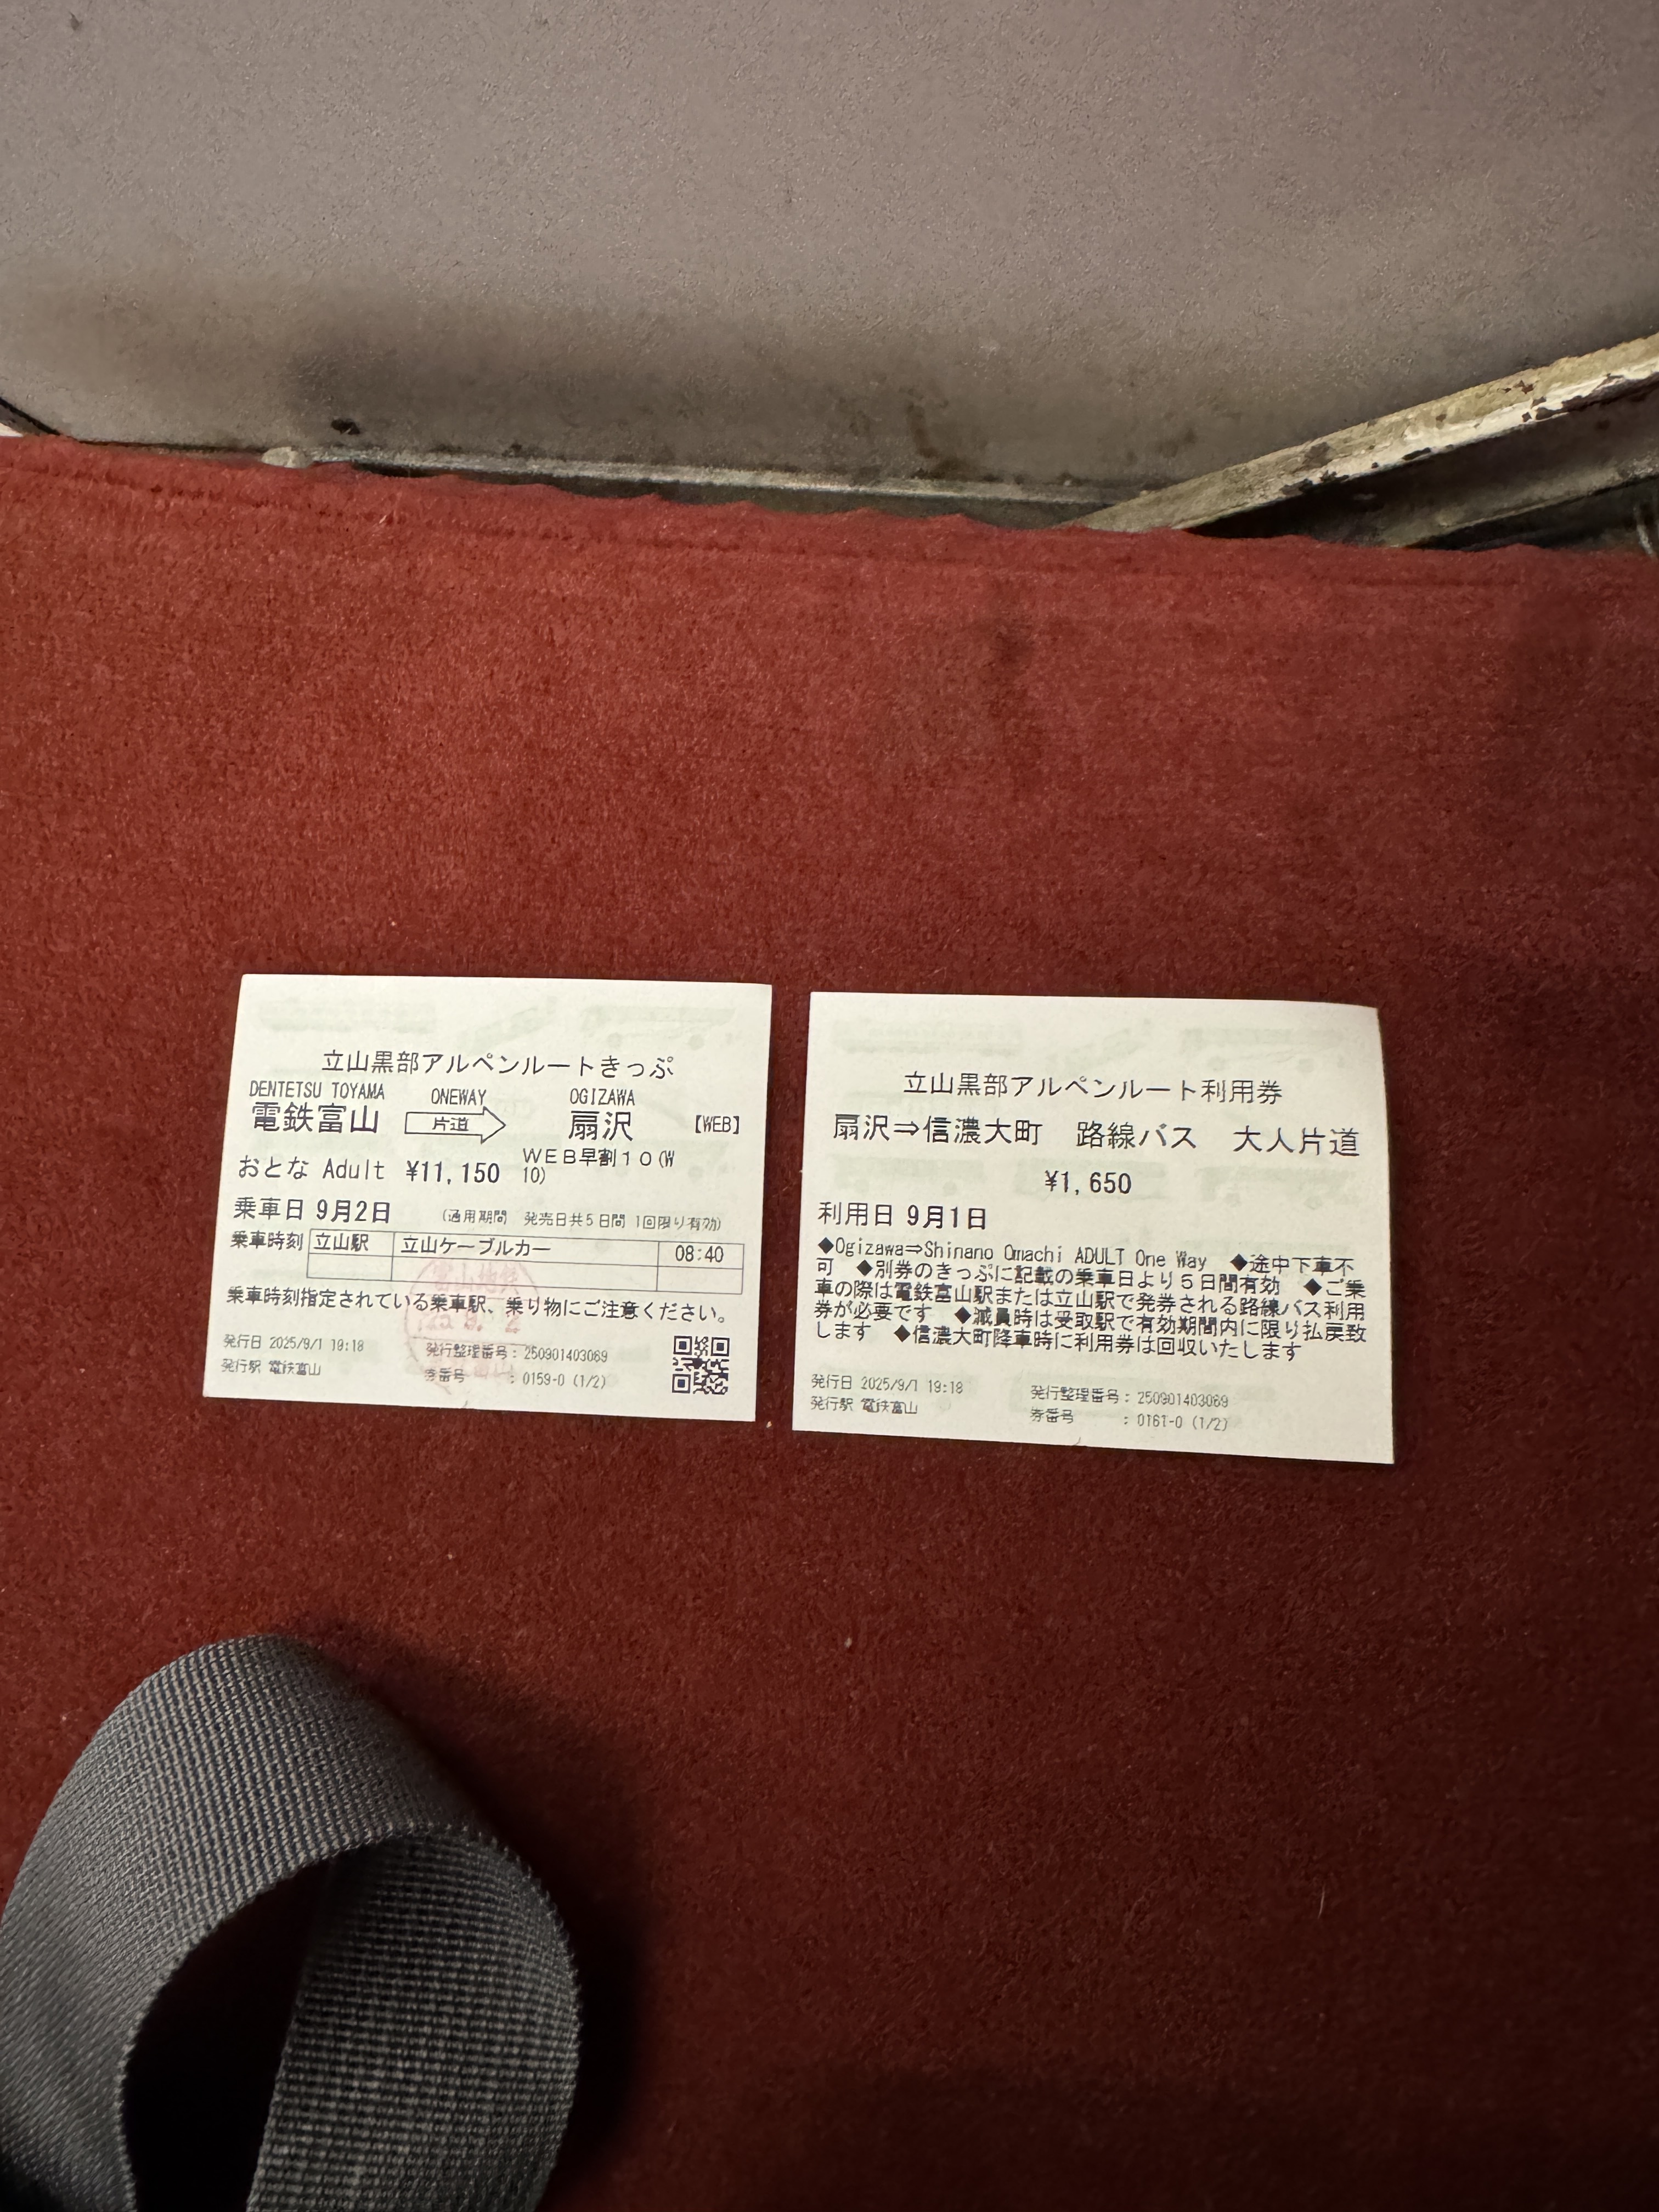 立山黒部アルペンルートきっぷ
DENTETSU TOYAMA ONEWAY OGIZAWA
電鉄富山 片道 扇沢 【WEB】
おとな Adult ¥11,150 WEB早割10(W
10)
乗車日 9月2日 (通用期間 発売日共5日間 1回限り有効)
乗車時刻 立山駅 立山ケーブルカー 08:40
乗車時刻指定されている乗車駅、乗り物にご注意ください。
発行日 2025/9/1 19:18 発行整理番号:250901403069
発行駅 電鉄富山 券番号 :0159-0 (1/2)
立山黒部アルペンルート利用券
扇沢⇒信濃大町 路線バス 大人片道
¥1,650
利用日 9月1日
◆Ogizawa⇒Shinano Omachi ADULT One Way ◆途中下車不
可 ◆別券のきっぷに記載の乗車日より5日間有効 ◆ご乗
車の際は電鉄富山駅または立山駅で発券される路線バス利用
券が必要です ◆減員時は受取駅で有効期間内に限り払戻致
します ◆信濃大町降車時に利用券は回収いたします
発行日 2025/9/1 19:18 発行整理番号:250901403069
発行駅 電鉄富山 券番号 :0161-0 (1/2)